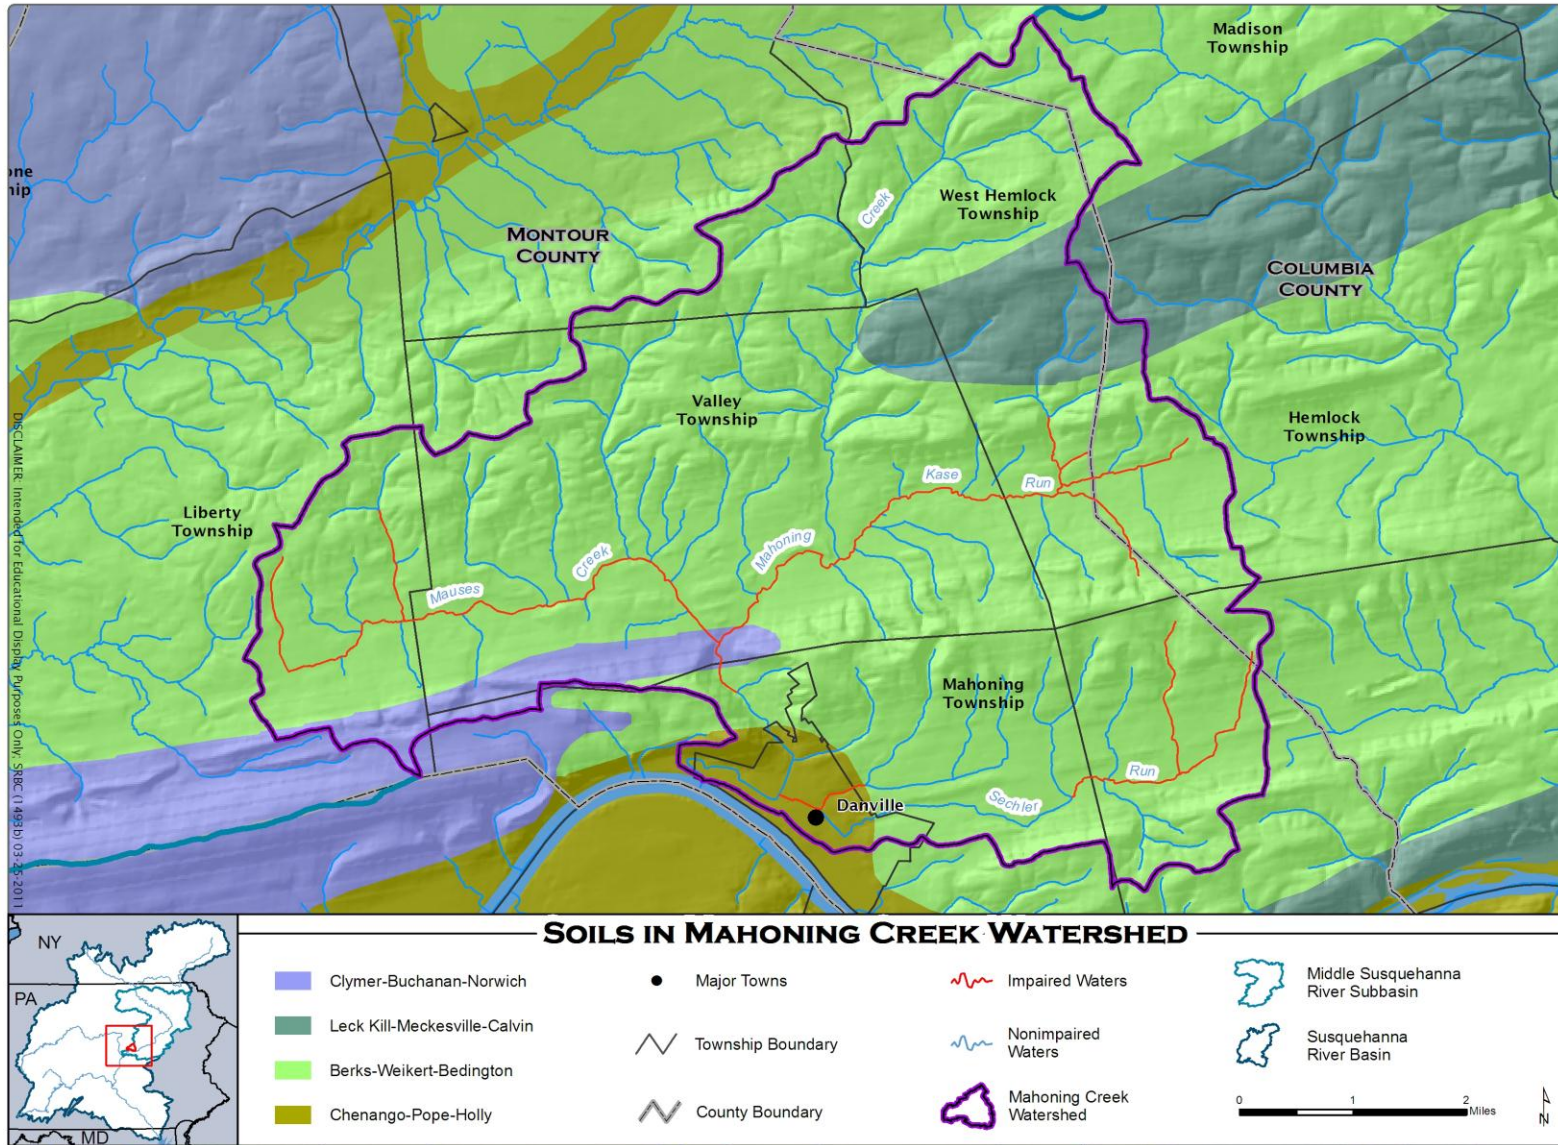 Madison
Township
one
hip
West Hemlock
Township
Creek
MONTOUR
COUNTY
COLUMBIA
COUNTY
Valley
Township
Hemlock
Township
Liberty
Township
Kase
Run
Mahoning
Creek
Mauses
Mahoning
Township
Run
Sechler
Danville
DISCLAIMER: Intended for Educational Display Purposes Only; SRBC (1493b) 03-25-2011
SOILS IN MAHONING CREEK WATERSHED
NY
PA
MD
Clymer-Buchanan-Norwich
Leck Kill-Meckesville-Calvin
Berks-Weikert-Bedington
Chenango-Pope-Holly
Major Towns
Township Boundary
County Boundary
Impaired Waters
Nonimpaired
Waters
Mahoning Creek
Watershed
Middle Susquehanna
River Subbasin
Susquehanna
River Basin
0 1 2
Miles
N